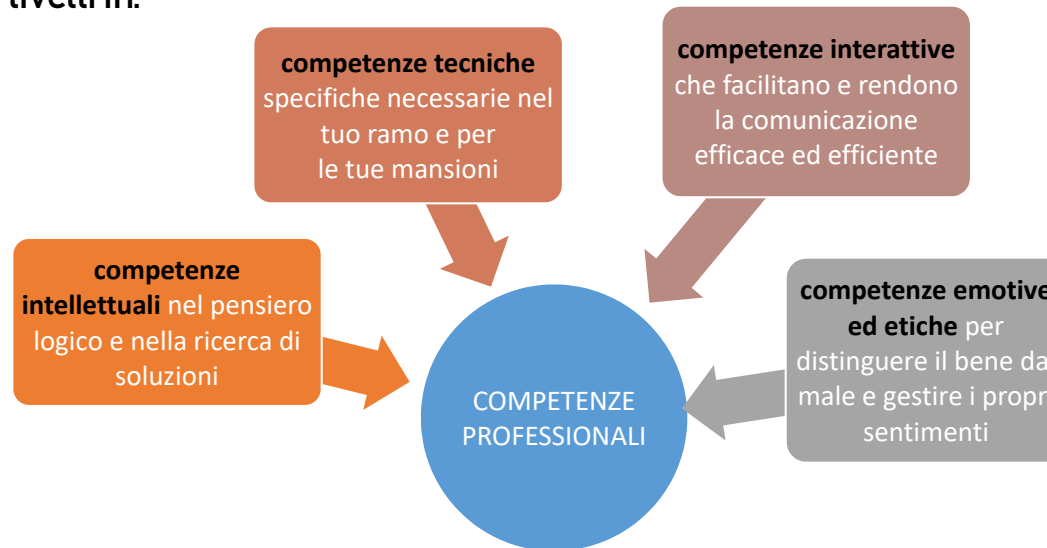 livelli in:
competenze tecniche
specifiche necessarie nel
tuo ramo e per
le tue mansioni
competenze interattive
che facilitano e rendono
la comunicazione
efficace ed efficiente
competenze
intellettuali nel pensiero
logico e nella ricerca di
soluzioni
competenze emotive
ed etiche per
distinguere il bene da
male e gestire i propr
sentimenti
COMPETENZE
PROFESSIONALI